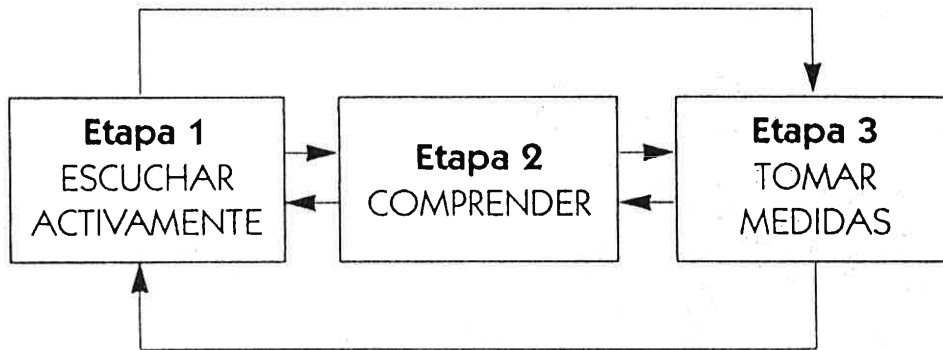 Etapa 1
ESCUCHAR
ACTIVAMENTE
Etapa 2
COMPRENDER
Etapa 3
TOMAR
MEDIDAS